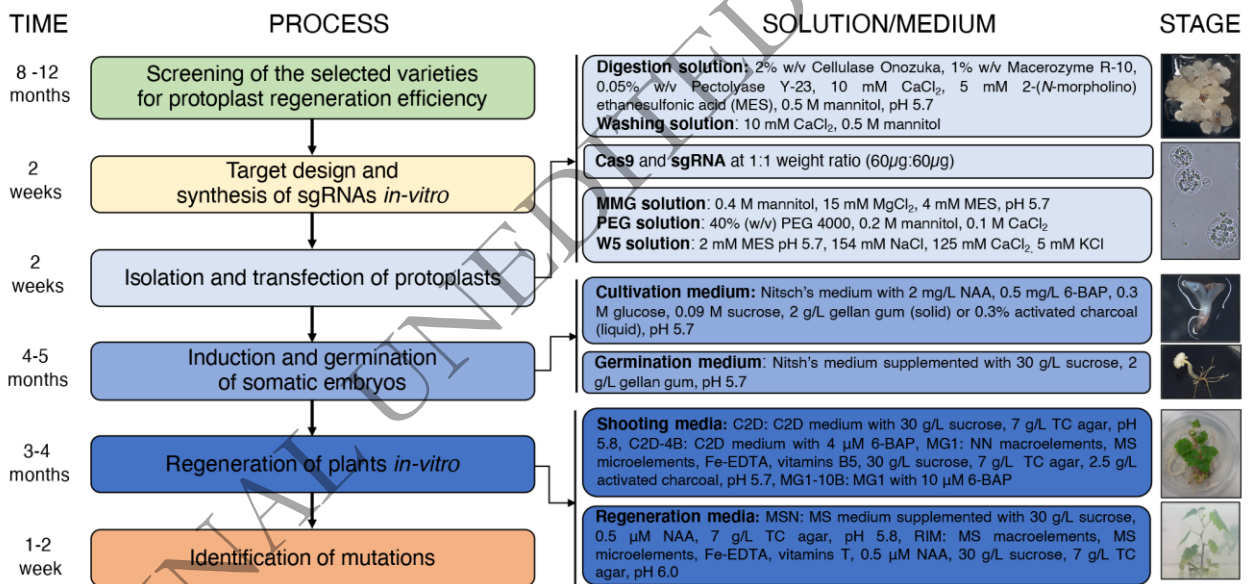 TIME
PROCESS
SOLUTION/MEDIUM
STAGE
8 -12
months
Screening of the selected varieties
for protoplast regeneration efficiency
2
weeks
Target design and
synthesis of sgRNAs in-vitro
2
weeks
Isolation and transfection of protoplasts
4-5
months
Induction and germination
of somatic embryos
3-4
months
Regeneration of plants in-vitro
1-2
week
Identification of mutations
Digestion solution: 2% w/v Cellulase Onozuka, 1% w/v Macerozyme R-10,
0.05% w/v Pectolyase Y-23, 10 mM CaCl₂, 5 mM 2-(N-morpholino)
ethanesulfonic acid (MES), 0.5 M mannitol, pH 5.7
Washing solution: 10 mM CaCl₂, 0.5 M mannitol
Cas9 and sgRNA at 1:1 weight ratio (60µg:60µg)
MMG solution: 0.4 M mannitol, 15 mM MgCl₂, 4 mM MES, pH 5.7
PEG solution: 40% (w/v) PEG 4000, 0.2 M mannitol, 0.1 M CaCl₂
W5 solution: 2 mM MES pH 5.7, 154 mM NaCl, 125 mM CaCl₂, 5 mM KCl
Cultivation medium: Nitsch's medium with 2 mg/L NAA, 0.5 mg/L 6-BAP, 0.3
M glucose, 0.09 M sucrose, 2 g/L gellan gum (solid) or 0.3% activated charcoal
(liquid), pH 5.7
Germination medium: Nitsh's medium supplemented with 30 g/L sucrose, 2
g/L gellan gum, pH 5.7
Shooting media: C2D: C2D medium with 30 g/L sucrose, 7 g/L TC agar, pH
5.8, C2D-4B: C2D medium with 4 µM 6-BAP, MG1: NN macroelements, MS
microelements, Fe-EDTA, vitamins B5, 30 g/L sucrose, 7 g/L TC agar, 2.5 g/L
activated charcoal, pH 5.7, MG1-10B: MG1 with 10 µM 6-BAP
Regeneration media: MSN: MS medium supplemented with 30 g/L sucrose,
0.5 µM NAA, 7 g/L TC agar, pH 5.8, RIM: MS macroelements, MS
microelements, Fe-EDTA, vitamins T, 0.5 µM NAA, 30 g/L sucrose, 7 g/L TC
agar, pH 6.0
NAL UNEDITED